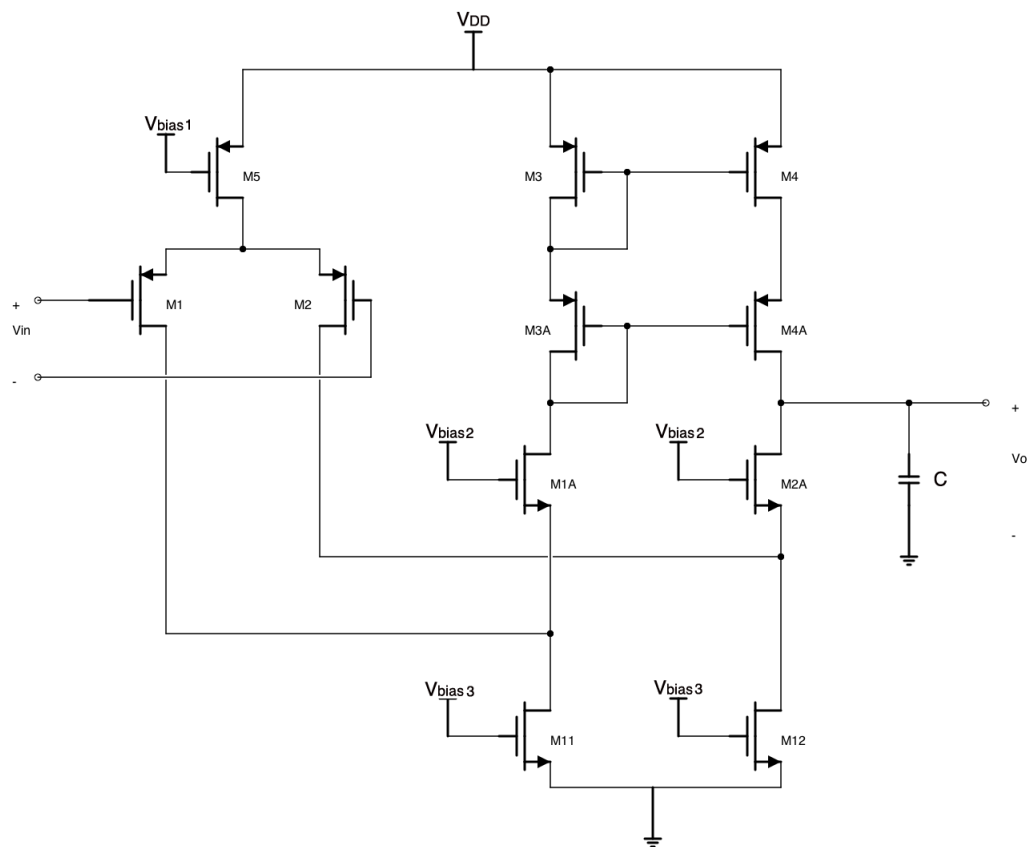 VDD
Vbias1
M5
M3
M4
+
Vin
-
M1
M2
M3A
M4A
Vbias2
Vbias2
M1A
M2A
+
Vo
-
C
Vbias3
Vbias3
M11
M12